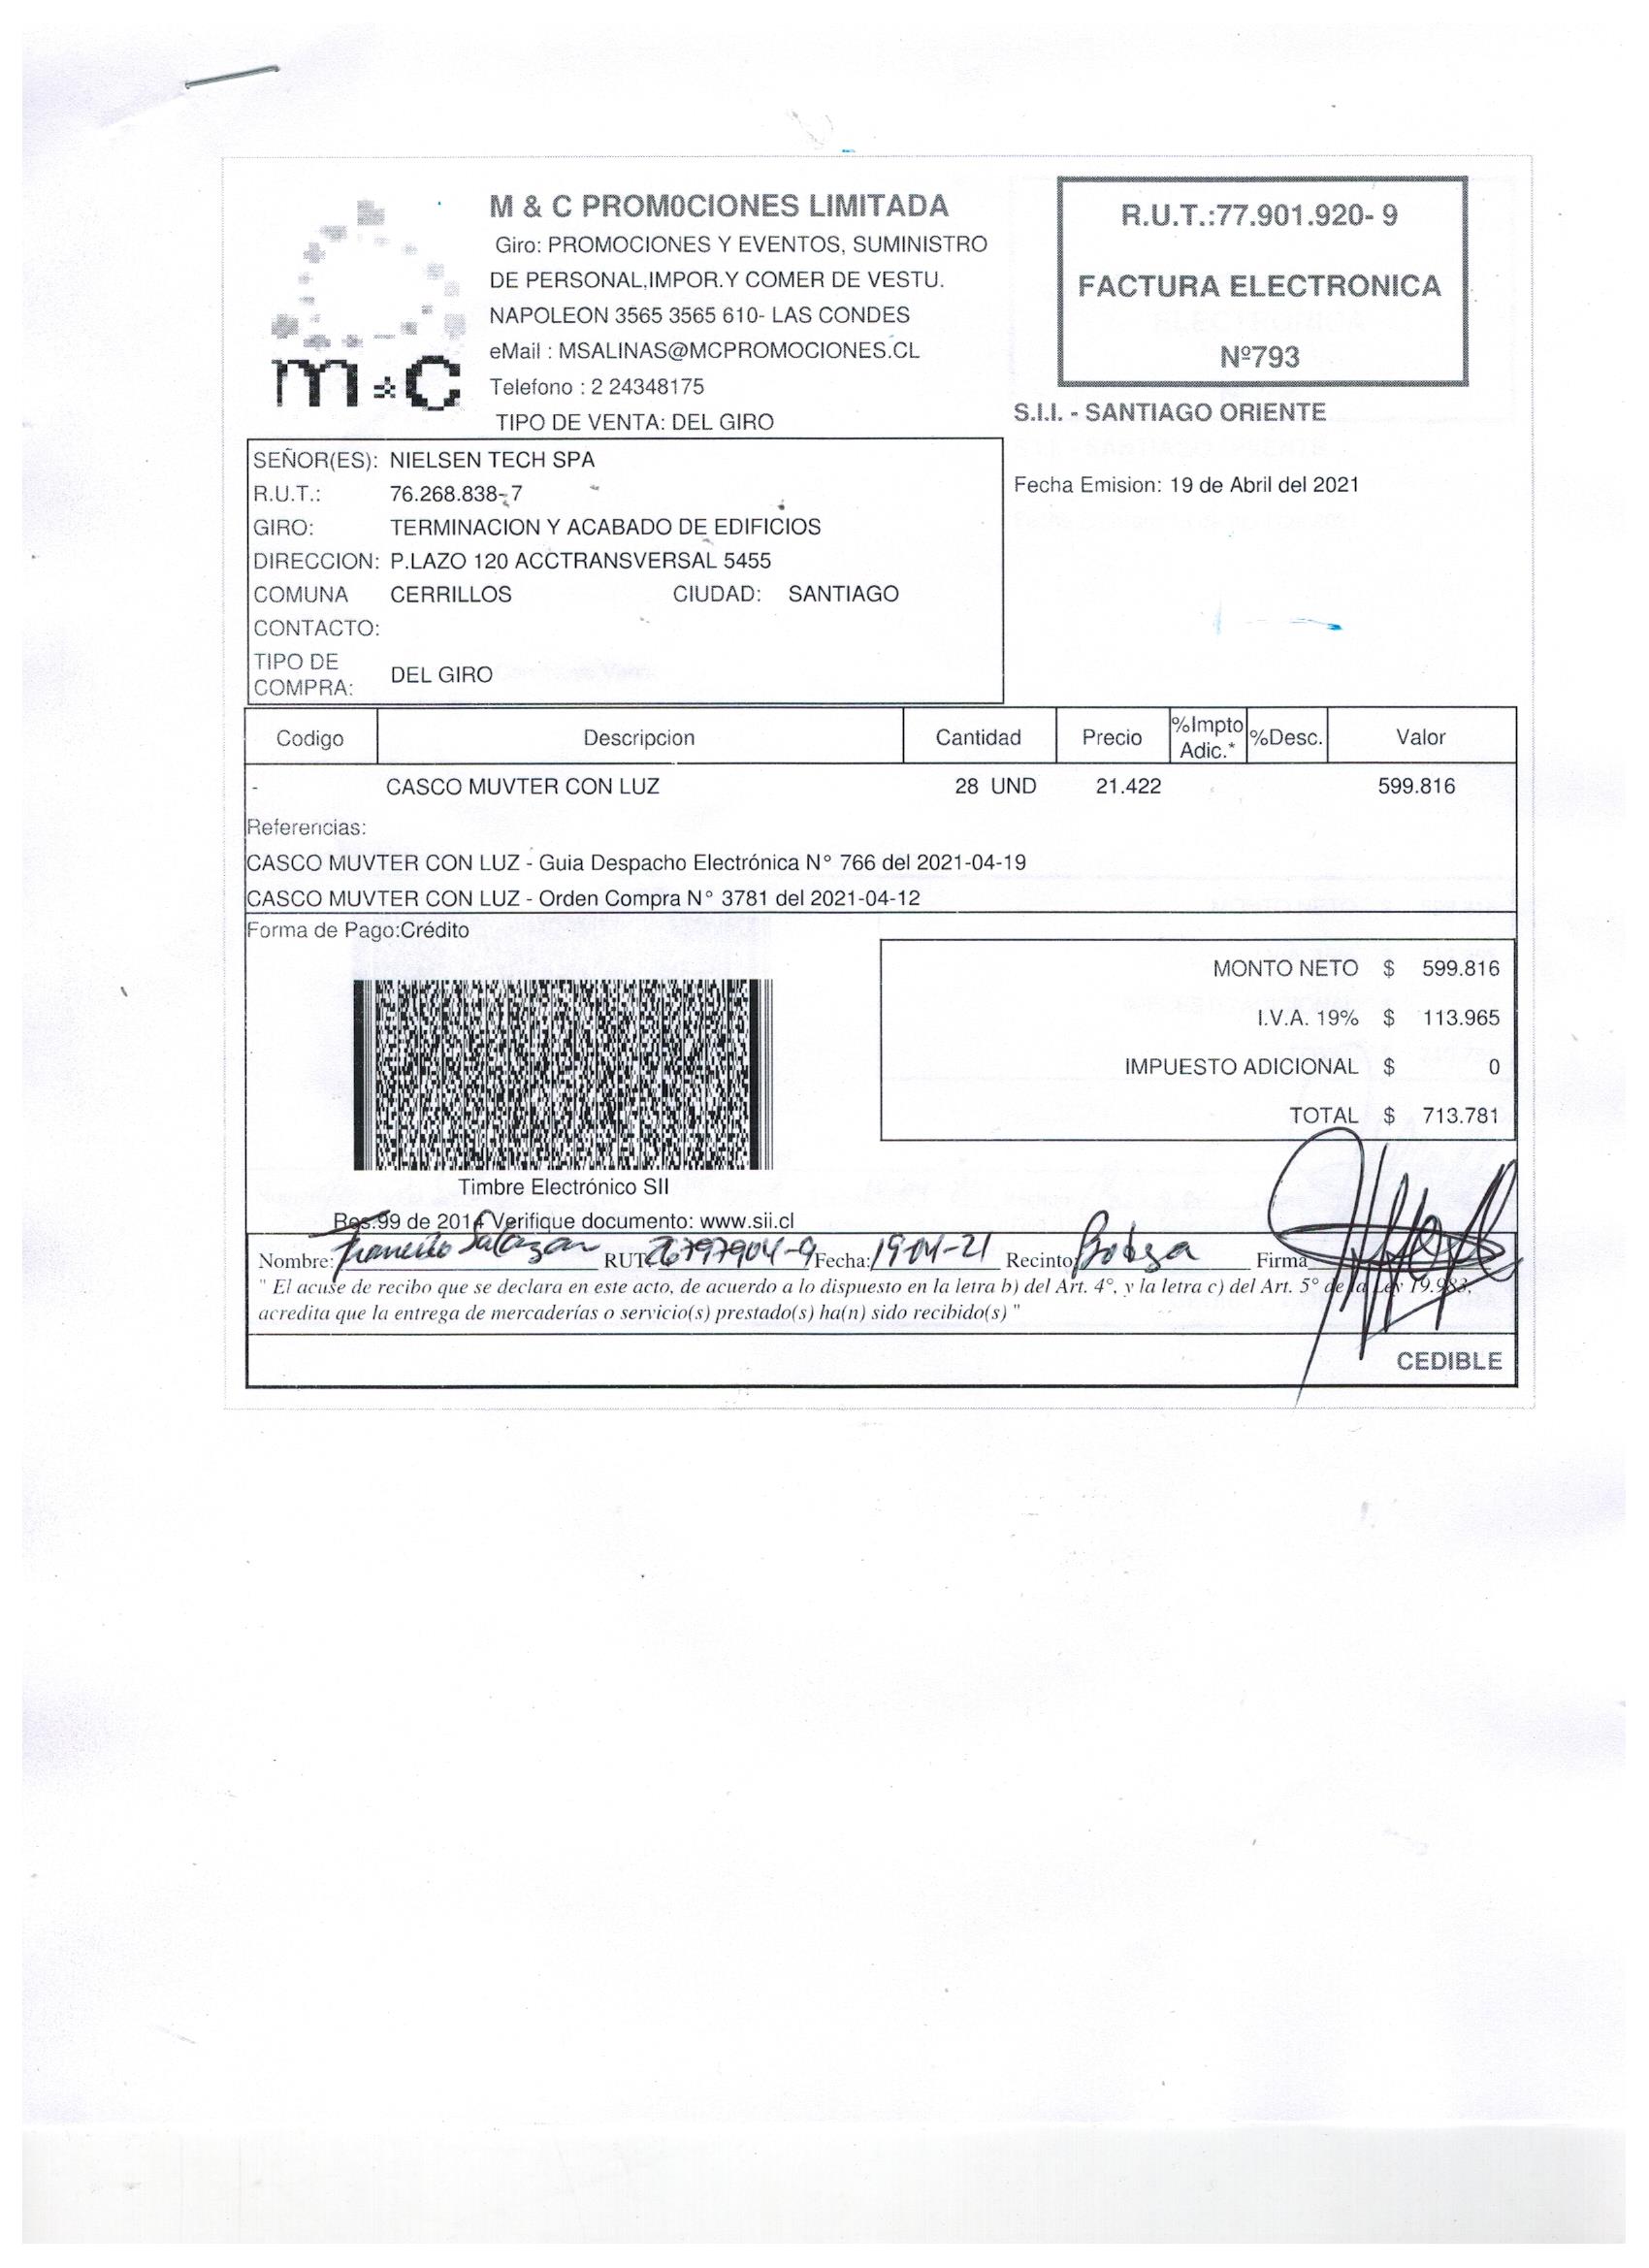 M & C PROMOCIONES LIMITADA
Giro: PROMOCIONES Y EVENTOS, SUMINISTRO
DE PERSONAL,IMPOR.Y COMER DE VESTU.
NAPOLEON 3565 3565 610- LAS CONDES
eMail : MSALINAS@MCPROMOCIONES.CL
Telefono : 2 24348175
TIPO DE VENTA: DEL GIRO
m&c
R.U.T.:77.901.920- 9
FACTURA ELECTRONICA
Nº793
S.I.I. - SANTIAGO ORIENTE
Fecha Emision: 19 de Abril del 2021
SEÑOR(ES): NIELSEN TECH SPA
R.U.T.: 76.268.838- 7
GIRO: TERMINACION Y ACABADO DE EDIFICIOS
DIRECCION: P.LAZO 120 ACCTRANSVERSAL 5455
COMUNA CERRILLOS CIUDAD: SANTIAGO
CONTACTO:
TIPO DE COMPRA: DEL GIRO
Codigo Descripcion Cantidad Precio %Impto Adic.* %Desc. Valor
- CASCO MUVTER CON LUZ 28 UND 21.422 599.816
Referencias:
CASCO MUVTER CON LUZ - Guia Despacho Electrónica N° 766 del 2021-04-19
CASCO MUVTER CON LUZ - Orden Compra N° 3781 del 2021-04-12
Forma de Pago:Crédito
MONTO NETO $ 599.816
I.V.A. 19% $ 113.965
IMPUESTO ADICIONAL $ 0
TOTAL $ 713.781
Timbre Electrónico SII
Res.99 de 2014 Verifique documento: www.sii.cl
Nombre: Francisco Salazar RUT: 26797904-9 Fecha: 19-04-21 Recinto: Bodega Firma
" El acuse de recibo que se declara en este acto, de acuerdo a lo dispuesto en la letra b) del Art. 4°, y la letra c) del Art. 5° de la Ley 19.983,
acredita que la entrega de mercaderías o servicio(s) prestado(s) ha(n) sido recibido(s) "
CEDIBLE